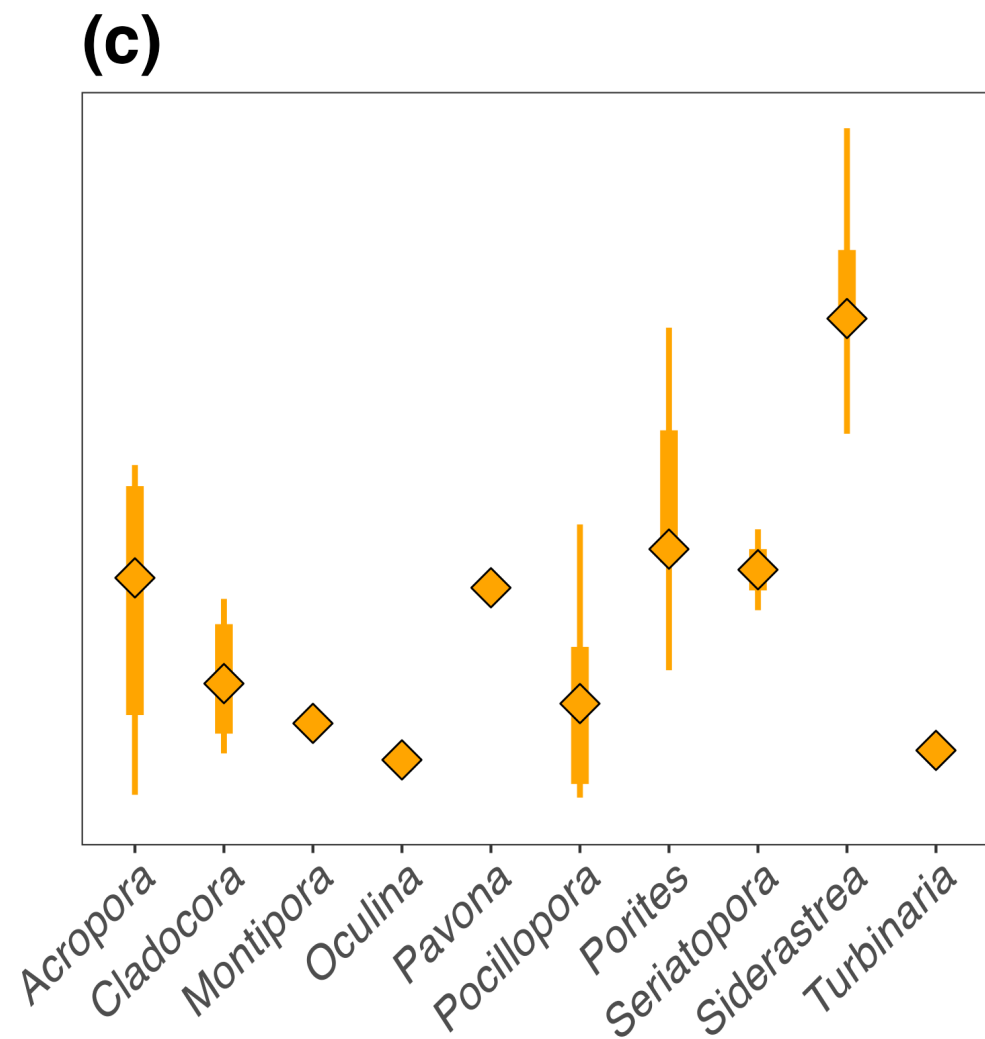 (c)
Acropora
Cladocora
Montipora
Oculina
Pavona
Pocillopora
Porites
Seriatopora
Siderastrea
Turbinaria